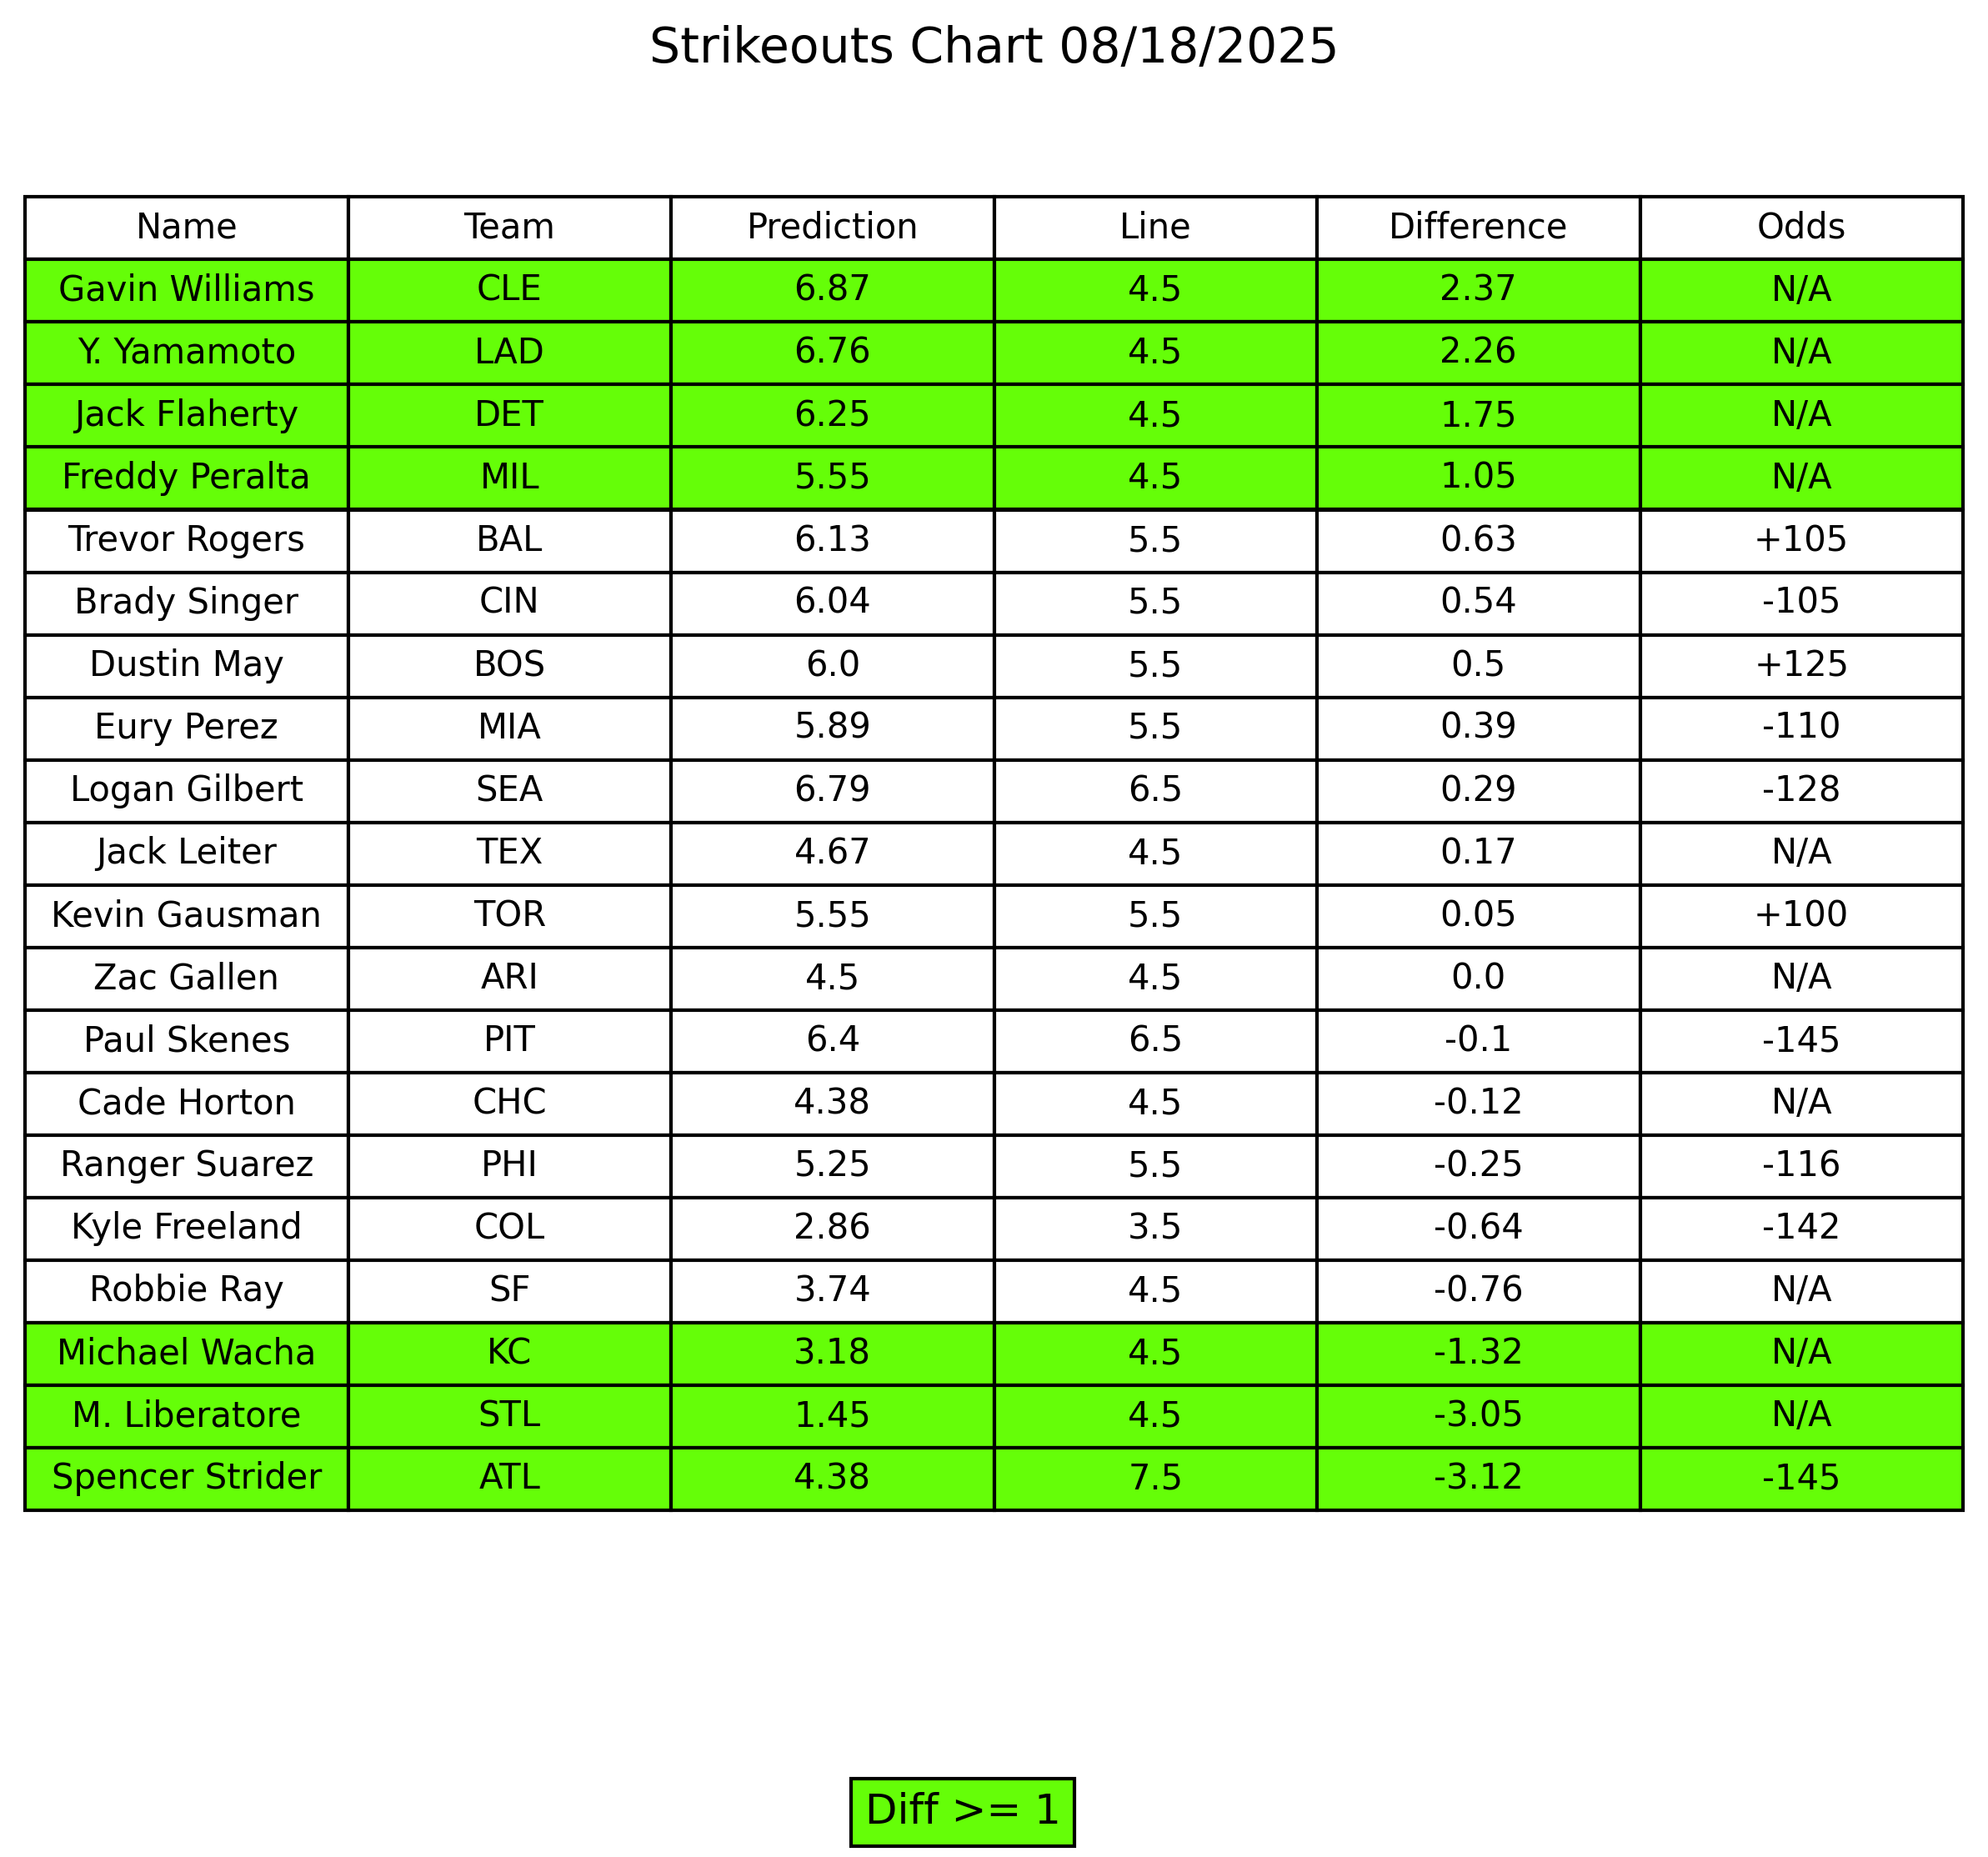 Strikeouts Chart 08/18/2025
Name Team Prediction Line Difference Odds
Gavin Williams CLE 6.87 4.5 2.37 N/A
Y. Yamamoto LAD 6.76 4.5 2.26 N/A
Jack Flaherty DET 6.25 4.5 1.75 N/A
Freddy Peralta MIL 5.55 4.5 1.05 N/A
Trevor Rogers BAL 6.13 5.5 0.63 +105
Brady Singer CIN 6.04 5.5 0.54 -105
Dustin May BOS 6.0 5.5 0.5 +125
Eury Perez MIA 5.89 5.5 0.39 -110
Logan Gilbert SEA 6.79 6.5 0.29 -128
Jack Leiter TEX 4.67 4.5 0.17 N/A
Kevin Gausman TOR 5.55 5.5 0.05 +100
Zac Gallen ARI 4.5 4.5 0.0 N/A
Paul Skenes PIT 6.4 6.5 -0.1 -145
Cade Horton CHC 4.38 4.5 -0.12 N/A
Ranger Suarez PHI 5.25 5.5 -0.25 -116
Kyle Freeland COL 2.86 3.5 -0.64 -142
Robbie Ray SF 3.74 4.5 -0.76 N/A
Michael Wacha KC 3.18 4.5 -1.32 N/A
M. Liberatore STL 1.45 4.5 -3.05 N/A
Spencer Strider ATL 4.38 7.5 -3.12 -145
Diff >= 1